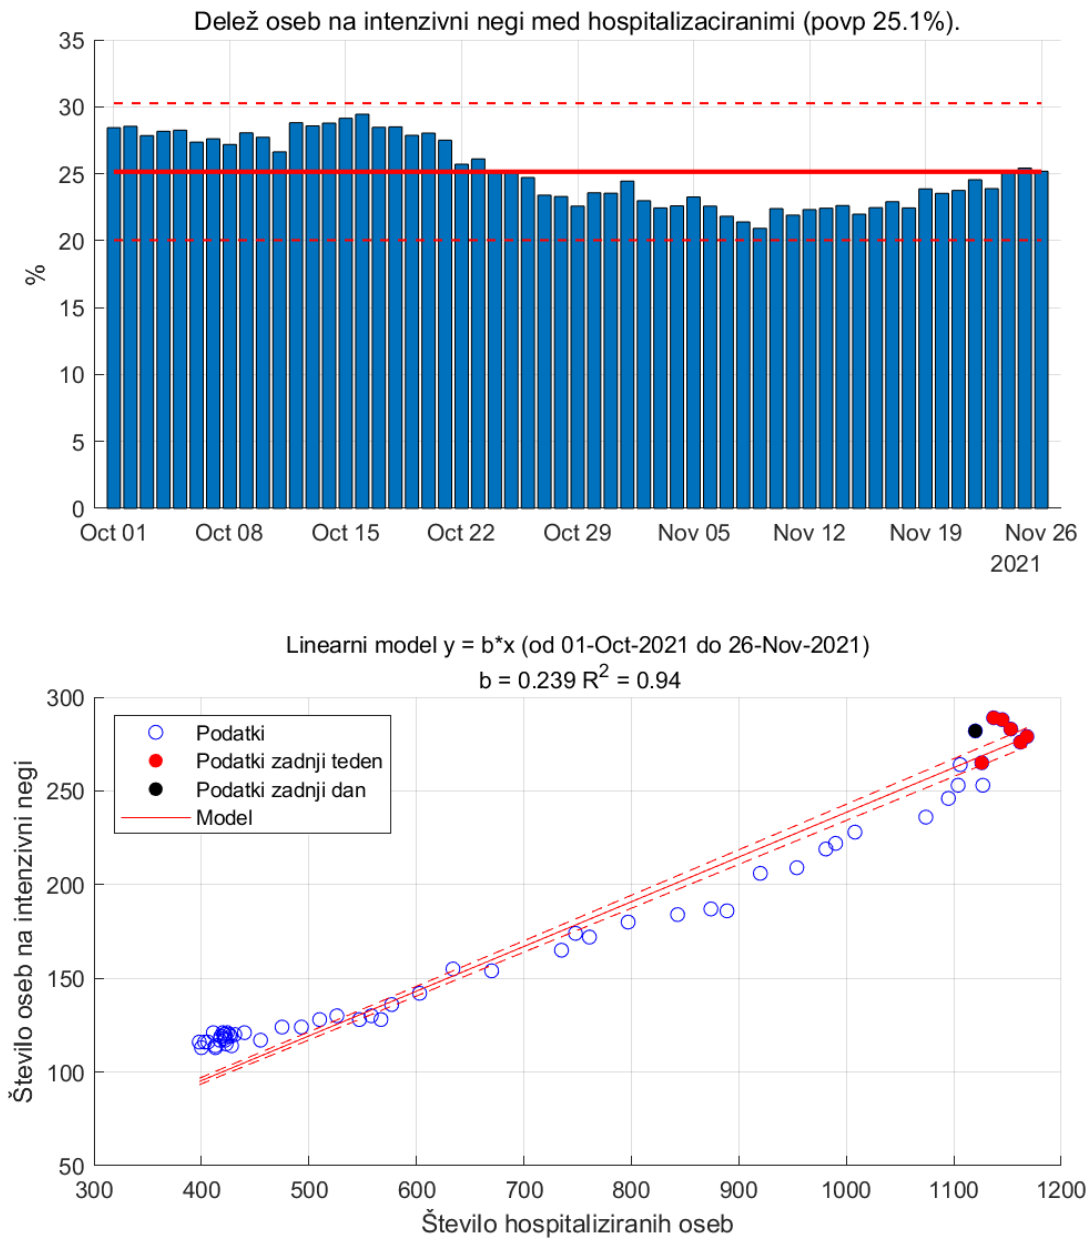 Delež oseb na intenzivni negi med hospitalizaciranimi (povp 25.1%).
35
30
25
20
15
10
5
0
%
Oct 01 Oct 08 Oct 15 Oct 22 Oct 29 Nov 05 Nov 12 Nov 19 Nov 26
2021
Linearni model y = b*x (od 01-Oct-2021 do 26-Nov-2021)
b = 0.239 R² = 0.94
300
250
200
150
100
50
Število oseb na intenzivni negi
Podatki
Podatki zadnji teden
Podatki zadnji dan
Model
300 400 500 600 700 800 900 1000 1100 1200
Število hospitaliziranih oseb